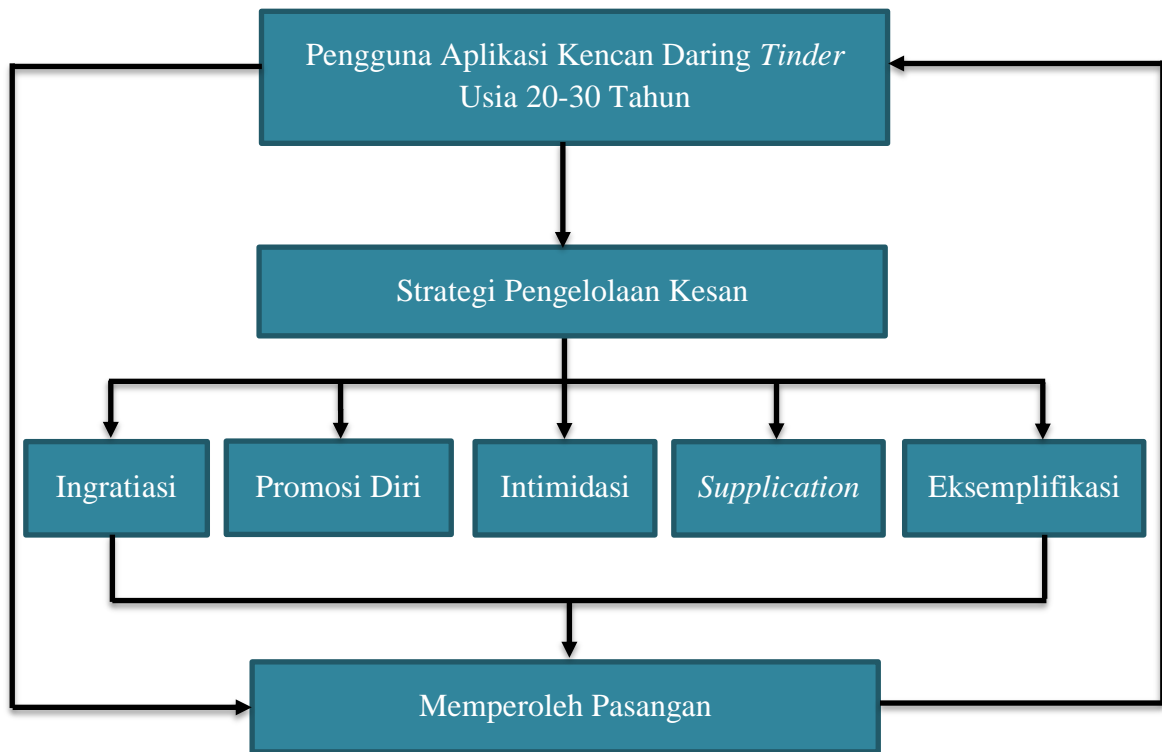 Pengguna Aplikasi Kencan Daring Tinder
Usia 20-30 Tahun
Strategi Pengelolaan Kesan
Ingratiasi
Promosi Diri
Intimidasi
Supplication
Eksemplifikasi
Memperoleh Pasangan